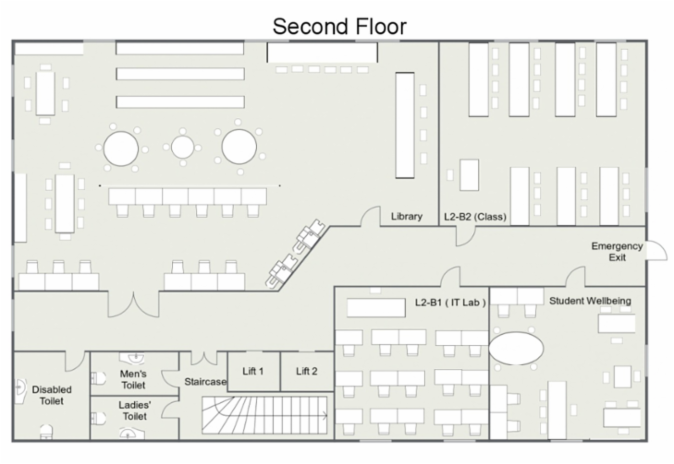 Second Floor
Library
L2-B2 (Class)
Emergency
Exit
L2-B1 ( IT Lab )
Student Wellbeing
Disabled
Toilet
Men's
Toilet
Ladies'
Toilet
Staircase
Lift 1
Lift 2